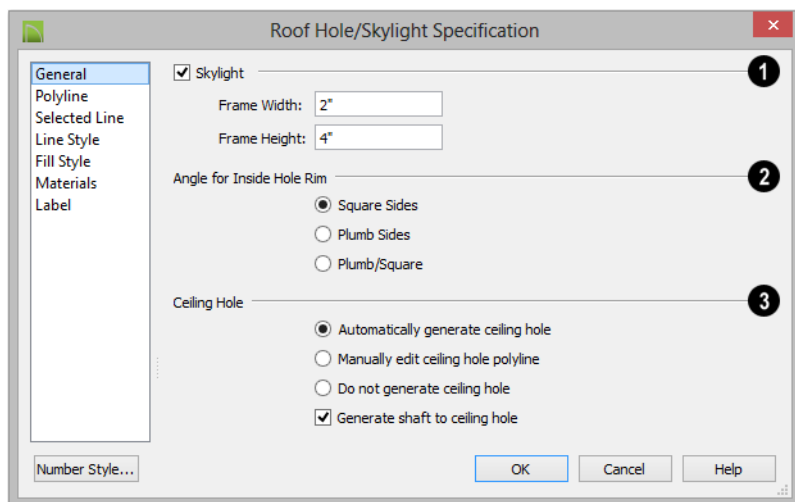 Roof Hole/Skylight Specification
×
General
Polyline
Selected Line
Line Style
Fill Style
Materials
Label
Skylight
1
Frame Width: 2"
Frame Height: 4"
Angle for Inside Hole Rim
2
Square Sides
Plumb Sides
Plumb/Square
Ceiling Hole
3
Automatically generate ceiling hole
Manually edit ceiling hole polyline
Do not generate ceiling hole
Generate shaft to ceiling hole
Number Style... OK Cancel Help